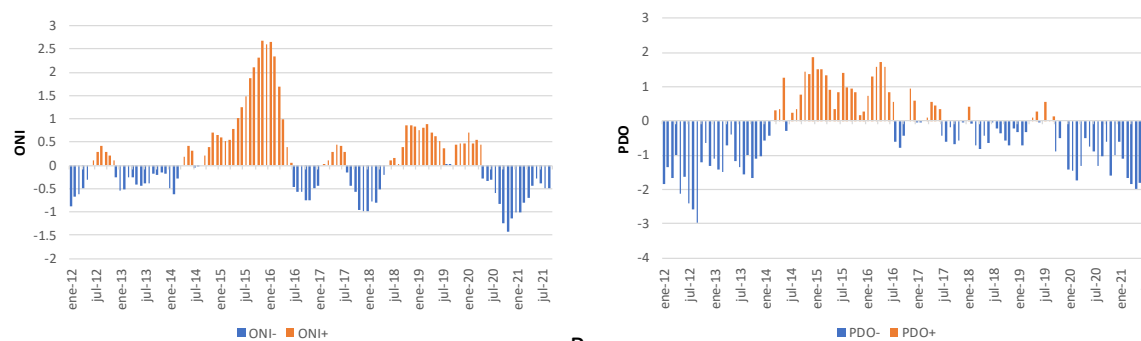 3
2.5
2
1.5
1
0.5
0
-0.5
-1
-1.5
-2
ONI
ene-12
jul-12
ene-13
jul-13
ene-14
jul-14
ene-15
jul-15
ene-16
jul-16
ene-17
jul-17
ene-18
jul-18
ene-19
jul-19
ene-20
jul-20
ene-21
jul-21
ONI- ONI+
3
2
1
0
-1
-2
-3
-4
PDO
ene-12
jul-12
ene-13
jul-13
ene-14
jul-14
ene-15
jul-15
ene-16
jul-16
ene-17
jul-17
ene-18
jul-18
ene-19
jul-19
ene-20
jul-20
ene-21
PDO- PDO+